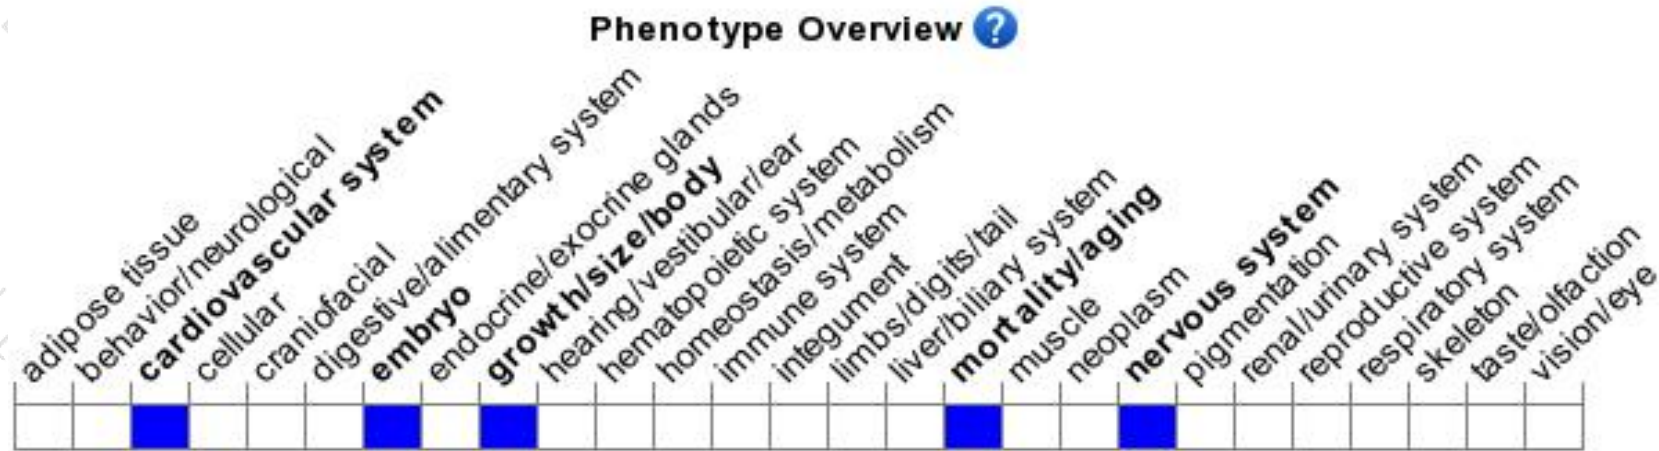 Phenotype Overview ?
adipose tissue
behavior/neurological
cardiovascular system
cellular
craniofacial
digestive/alimentary system
embryo
endocrine/exocrine glands
growth/size/body
hearing/vestibular/ear
hematopoietic system
homeostasis/metabolism
immune system
integument
limbs/digits/tail
liver/biliary system
mortality/aging
muscle
neoplasm
nervous system
pigmentation
renal/urinary system
reproductive system
respiratory system
skeleton
taste/olfaction
vision/eye